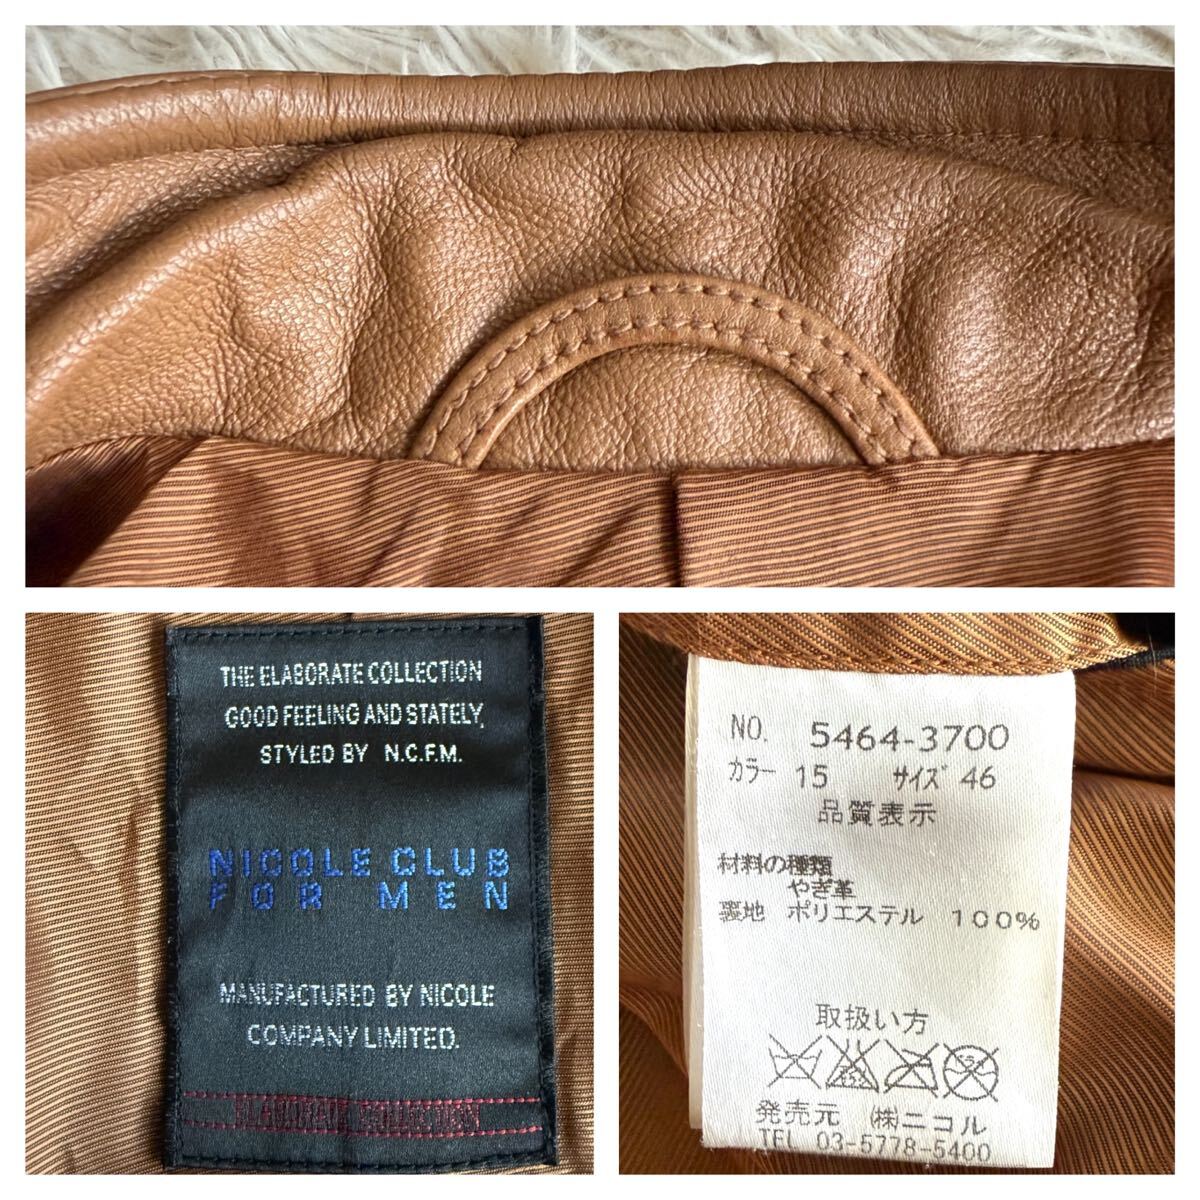 THE ELABORATE COLLECTION
GOOD FEELING AND STATELY,
STYLED BY N.C.F.M.
NICOLE CLUB
FOR MEN
MANUFACTURED BY NICOLE
COMPANY LIMITED.
ELABORATE COLLECTION
NO. 5464-3700
カラー 15 サイズ 46
品質表示
材料の種類
やぎ革
裏地 ポリエステル 100%
取扱い方
発売元 (株)ニコル
TEL 03-5778-5400